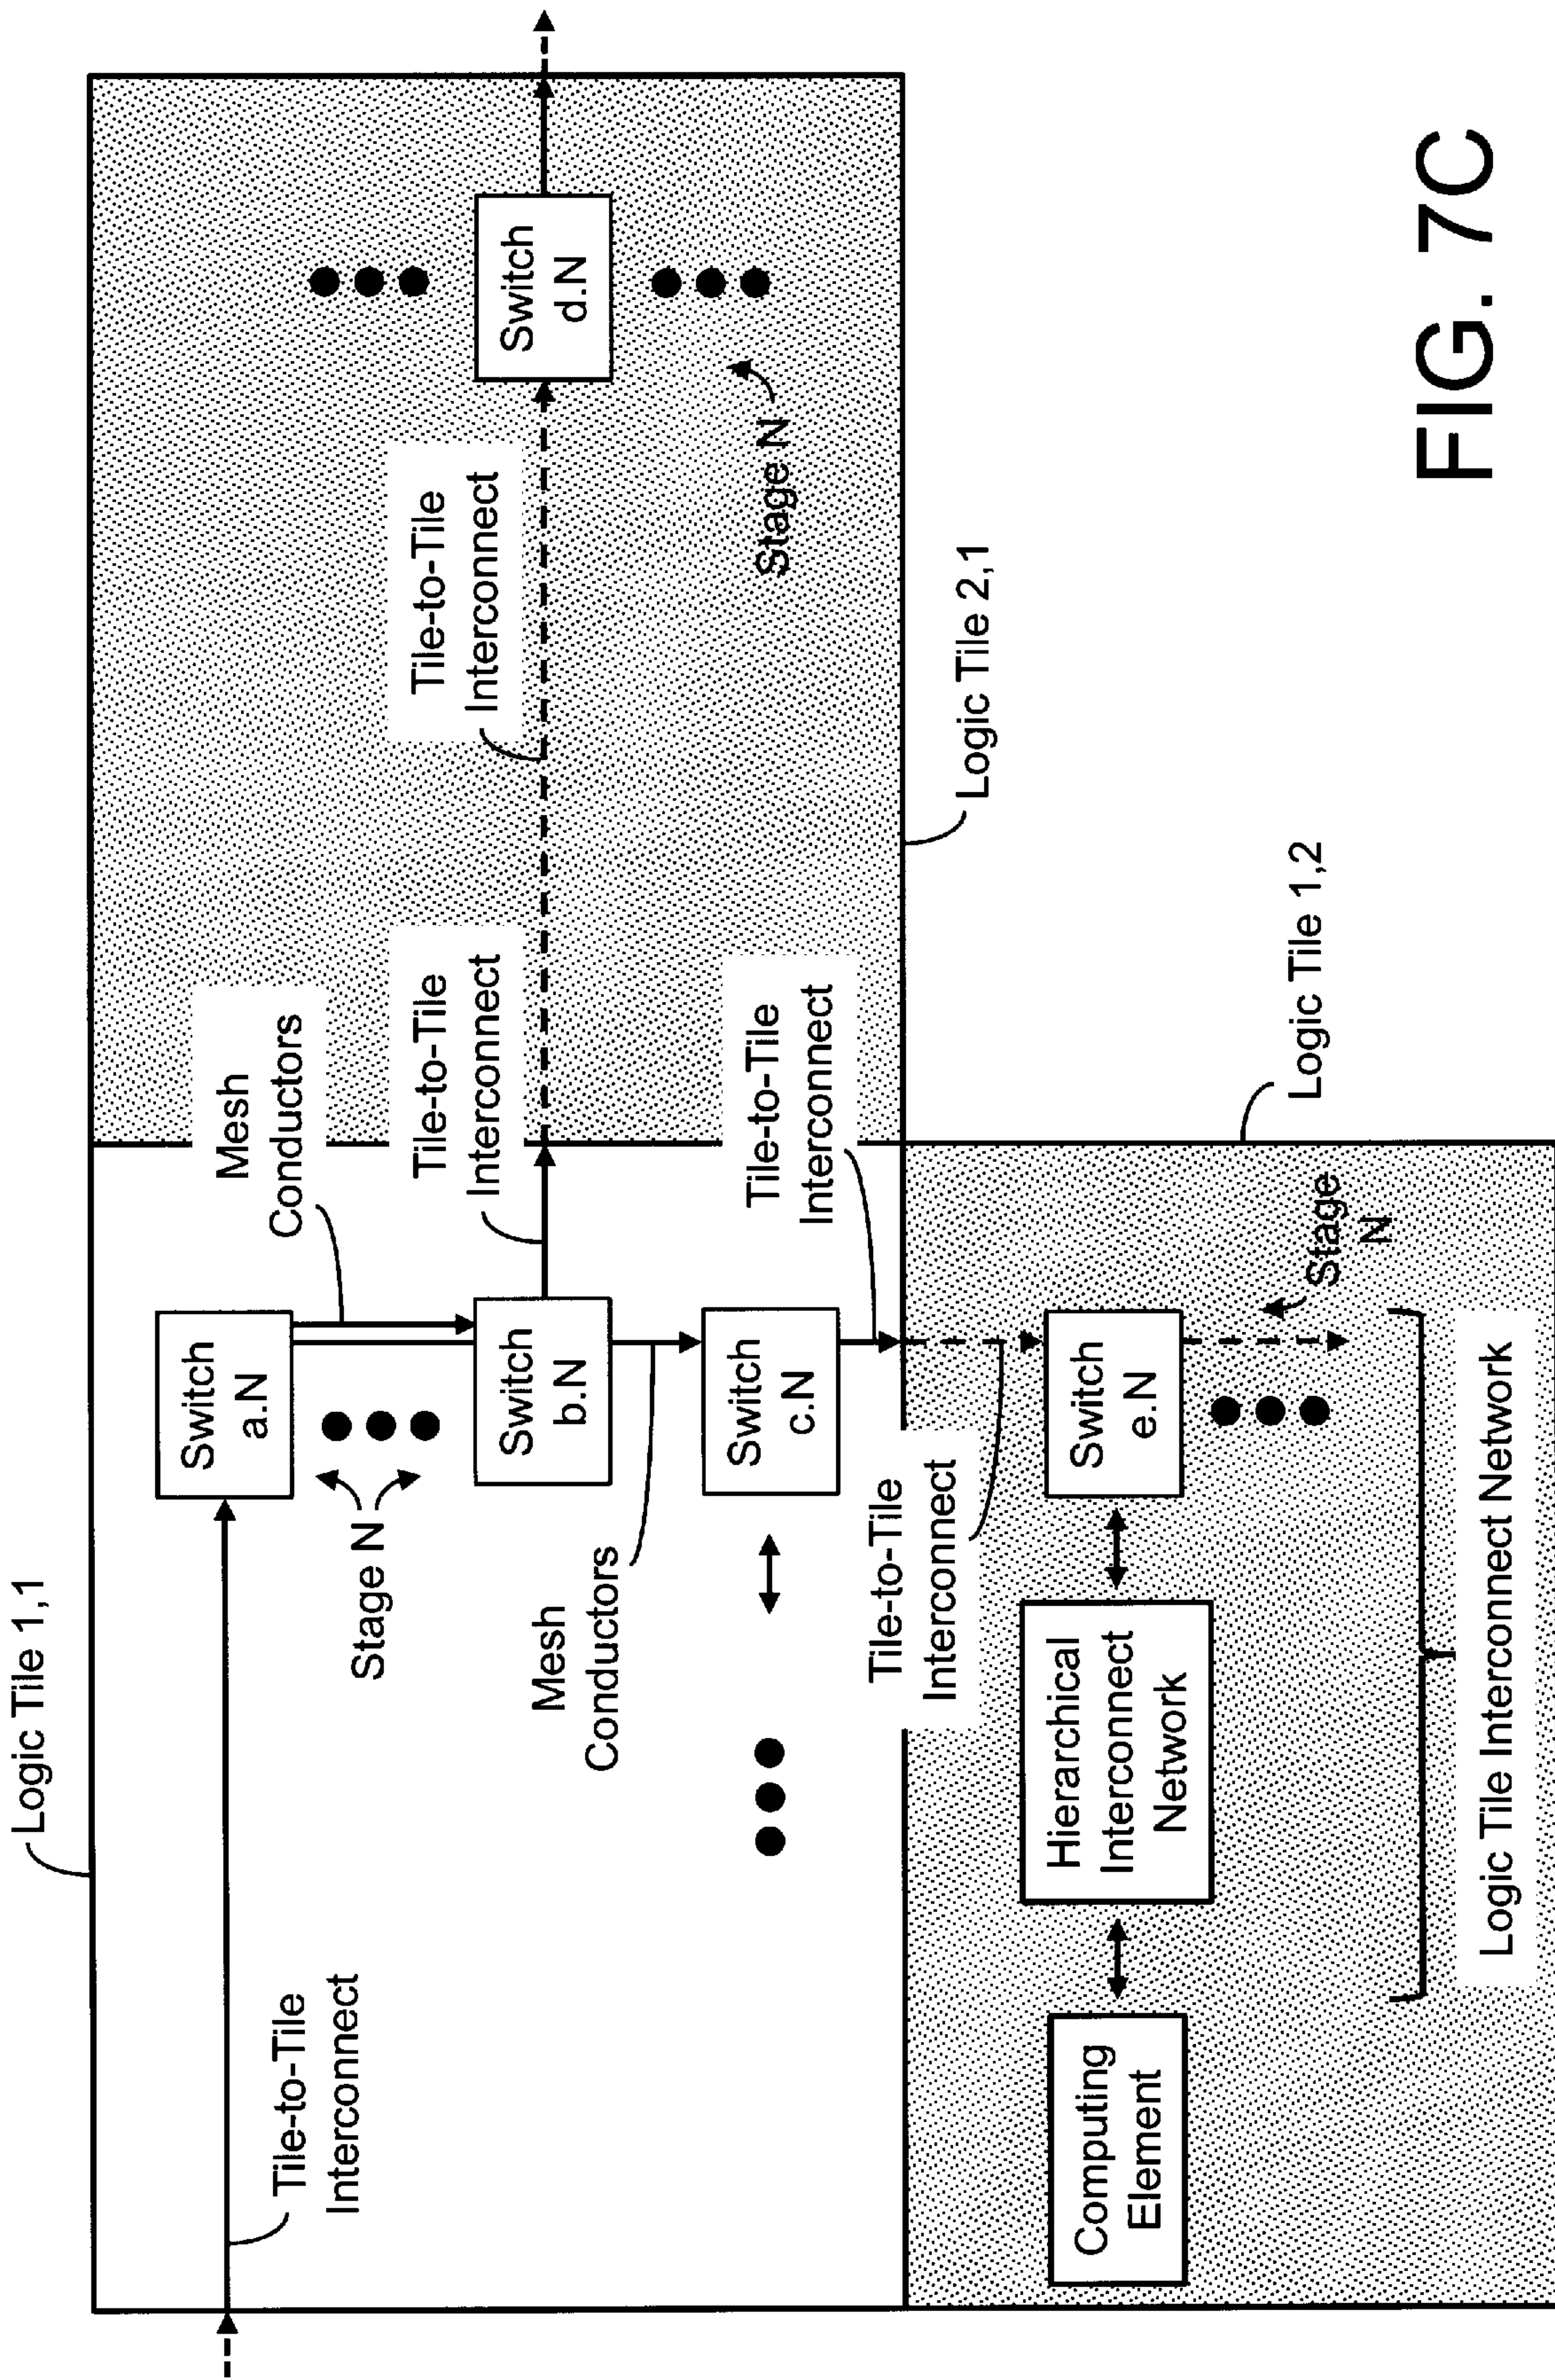 Logic Tile 1,1
Tile-to-Tile
Interconnect
Switch
a.N
Mesh
Conductors
Stage N
Switch
b.N
Tile-to-Tile
Interconnect
Tile-to-Tile
Interconnect
Switch
d.N
Stage N
Mesh
Conductors
Switch
c.N
Tile-to-Tile
Interconnect
Logic Tile 2,1
Tile-to-Tile
Interconnect
Computing
Element
Hierarchical
Interconnect
Network
Switch
e.N
Stage
N
Logic Tile 1,2
Logic Tile Interconnect Network
FIG. 7C